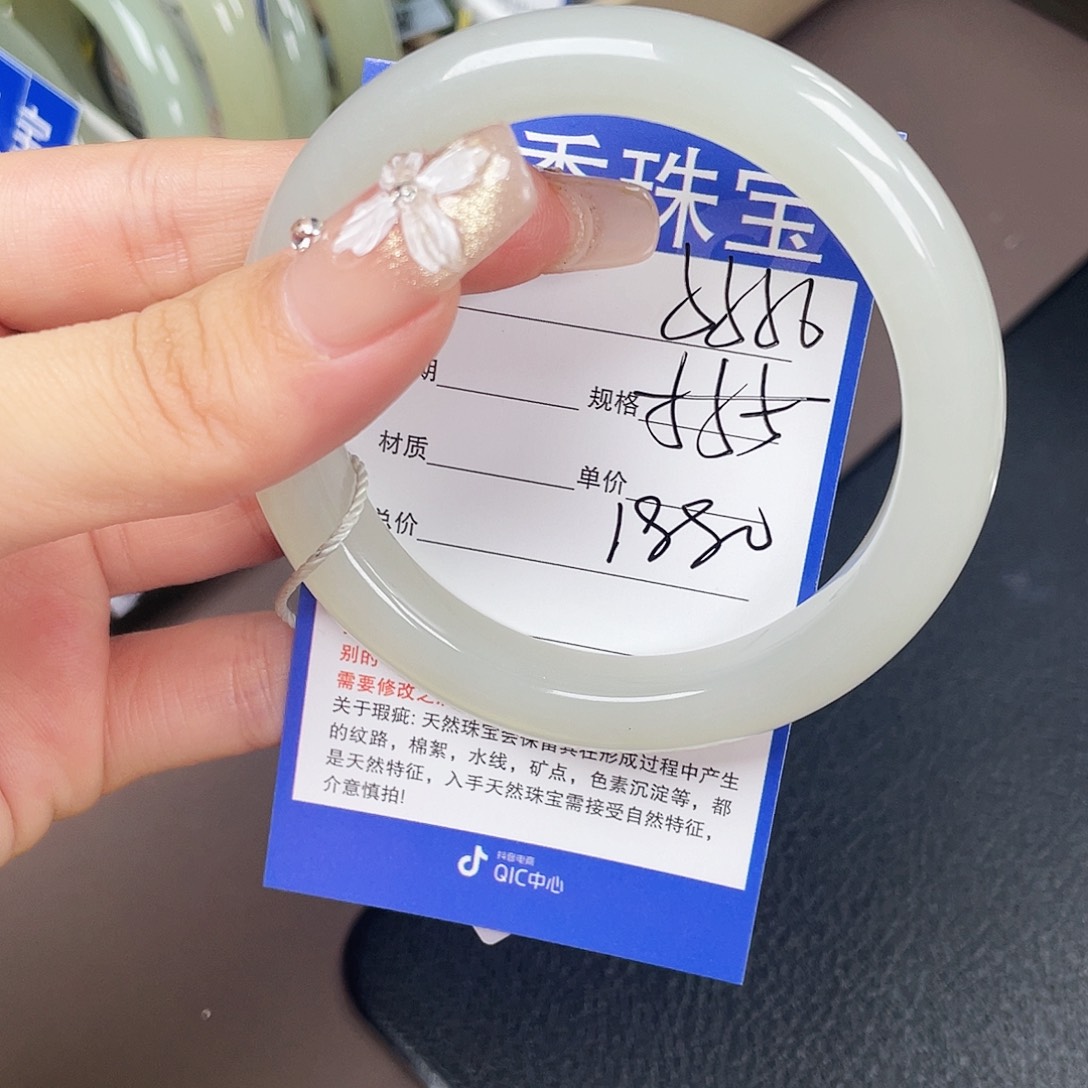 香珠宝
9888
期 规格
材质 单价
总价 1880
别的
需要修改之
关于瑕疵: 天然珠宝会保留其在形成过程中产生
的纹路，棉絮，水线，矿点，色素沉淀等，都
是天然特征，入手天然珠宝需接受自然特征，
介意慎拍!
抖音电商
QIC中心